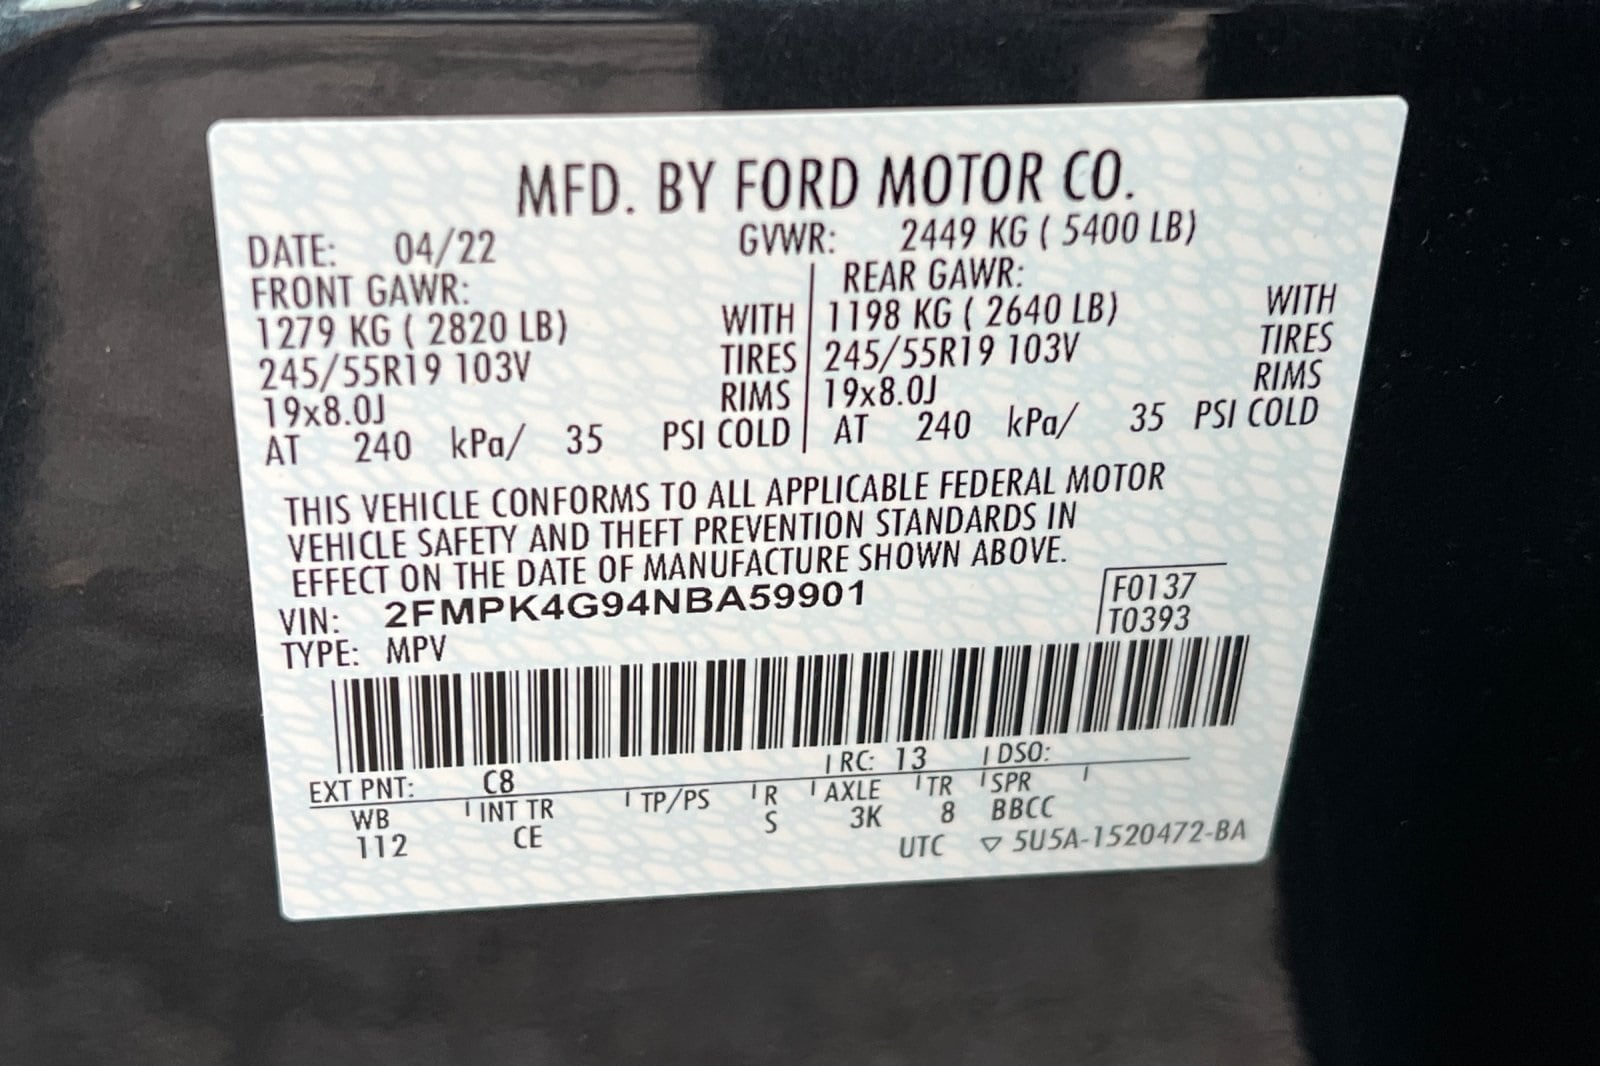 MFD. BY FORD MOTOR CO.
DATE: 04/22 GVWR: 2449 KG ( 5400 LB)
FRONT GAWR: REAR GAWR:
1279 KG ( 2820 LB) WITH 1198 KG ( 2640 LB) WITH
245/55R19 103V TIRES 245/55R19 103V TIRES
19x8.0J RIMS 19x8.0J RIMS
AT 240 kPa/ 35 PSI COLD AT 240 kPa/ 35 PSI COLD
THIS VEHICLE CONFORMS TO ALL APPLICABLE FEDERAL MOTOR
VEHICLE SAFETY AND THEFT PREVENTION STANDARDS IN
EFFECT ON THE DATE OF MANUFACTURE SHOWN ABOVE.
VIN: 2FMPK4G94NBA59901 F0137
TYPE: MPV T0393
EXT PNT: C8 RC: 13 DSO:
WB INT TR TP/PS R AXLE TR SPR
112 CE S 3K 8 BBCC
UTC ▽ 5U5A-1520472-BA